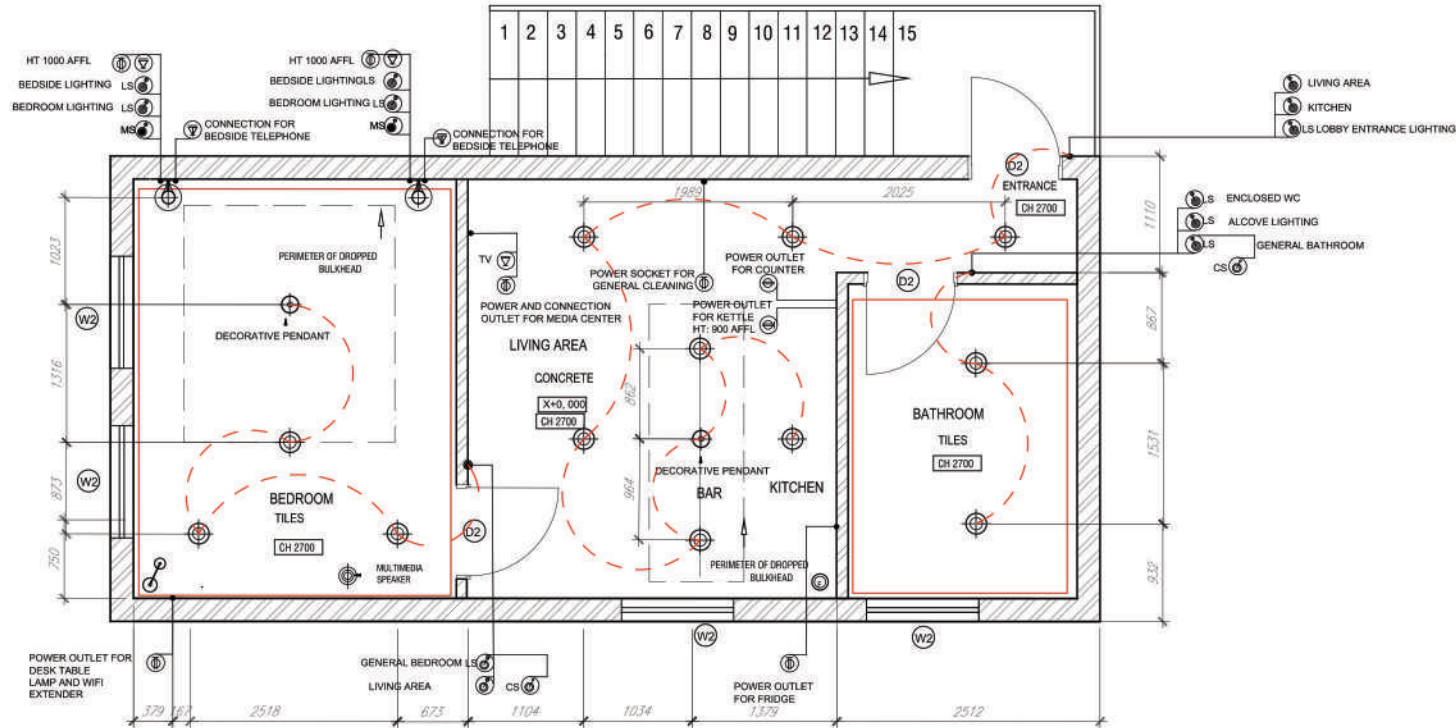 1 2 3 4 5 6 7 8 9 10 11 12 13 14 15
HT 1000 AFFL
BEDSIDE LIGHTING LS
BEDROOM LIGHTING LS
MS
CONNECTION FOR
BEDSIDE TELEPHONE
HT 1000 AFFL
BEDSIDE LIGHTINGLS
BEDROOM LIGHTING LS
MS
CONNECTION FOR
BEDSIDE TELEPHONE
LIVING AREA
KITCHEN
LS LOBBY ENTRANCE LIGHTING
D2
ENTRANCE
CH 2700
LS ENCLOSED WC
LS ALCOVE LIGHTING
LS GENERAL BATHROOM
CS
1989
2025
1110
867
1531
932
1023
1316
873
750
PERIMETER OF DROPPED
BULKHEAD
W2
DECORATIVE PENDANT
W2
BEDROOM
TILES
CH 2700
MULTIMEDIA
SPEAKER
D2
TV
POWER AND CONNECTION
OUTLET FOR MEDIA CENTER
POWER SOCKET FOR
GENERAL CLEANING
POWER OUTLET
FOR COUNTER
POWER OUTLET
FOR KETTLE
HT: 900 AFFL
D2
LIVING AREA
CONCRETE
X+0, 000
CH 2700
862
964
DECORATIVE PENDANT
BAR
KITCHEN
PERIMETER OF DROPPED
BULKHEAD
BATHROOM
TILES
CH 2700
W2
W2
POWER OUTLET FOR
DESK TABLE
LAMP AND WIFI
EXTENDER
GENERAL BEDROOM LS
LIVING AREA
CS
POWER OUTLET
FOR FRIDGE
379 167 2518 673 1104 1034 1379 2512